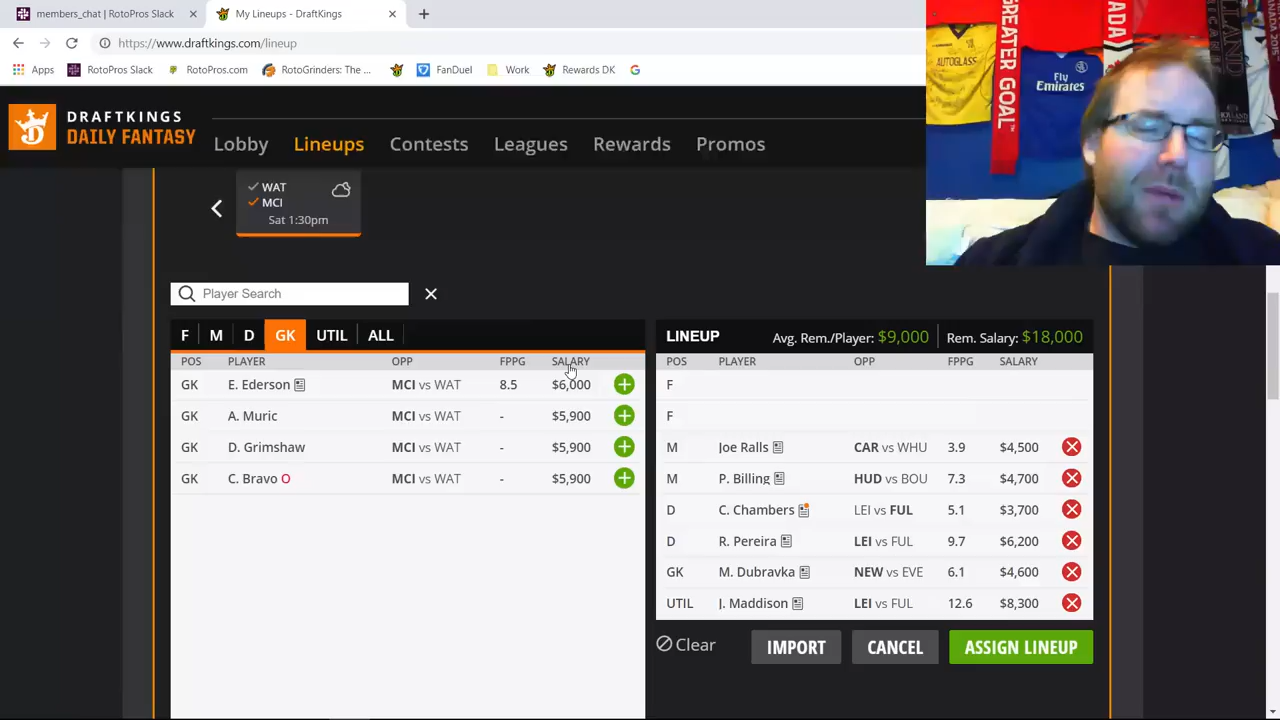 members_chat | RotoPros Slack
My Lineups - DraftKings
https://www.draftkings.com/lineup
Apps RotoPros Slack RotoPros.com RotoGrinders: The ... FanDuel Work Rewards DK
DRAFTKINGS
DAILY FANTASY
Lobby Lineups Contests Leagues Rewards Promos
WAT
MCI
Sat 1:30pm
Player Search
F M D GK UTIL ALL
POS PLAYER OPP FPPG SALARY
GK E. Ederson MCI vs WAT 8.5 $6,000
GK A. Muric MCI vs WAT - $5,900
GK D. Grimshaw MCI vs WAT - $5,900
GK C. Bravo O MCI vs WAT - $5,900
LINEUP Avg. Rem./Player: $9,000 Rem. Salary: $18,000
POS PLAYER OPP FPPG SALARY
F
F
M Joe Ralls CAR vs WHU 3.9 $4,500
M P. Billing HUD vs BOU 7.3 $4,700
D C. Chambers LEI vs FUL 5.1 $3,700
D R. Pereira LEI vs FUL 9.7 $6,200
GK M. Dubravka NEW vs EVE 6.1 $4,600
UTIL J. Maddison LEI vs FUL 12.6 $8,300
Clear IMPORT CANCEL ASSIGN LINEUP
GREATER GOAL
AUTOGLASS
Fly
Emirates